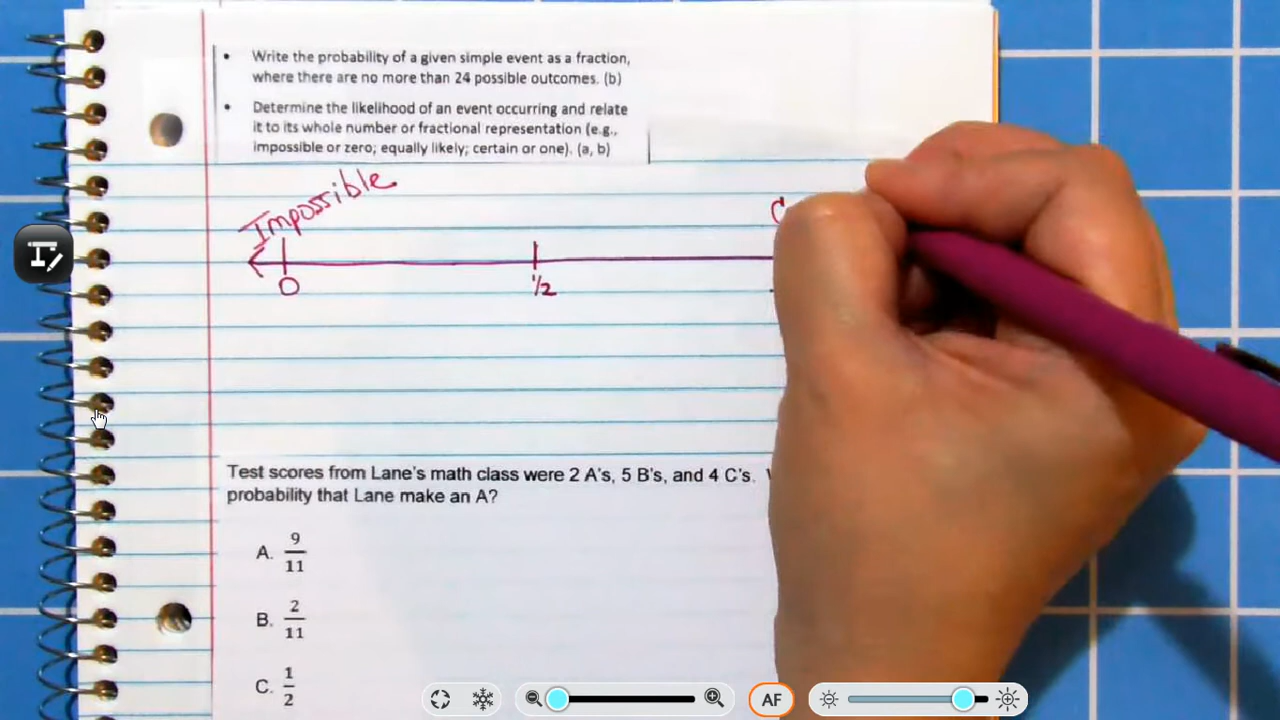 • Write the probability of a given simple event as a fraction,
where there are no more than 24 possible outcomes. (b)
• Determine the likelihood of an event occurring and relate
it to its whole number or fractional representation (e.g.,
impossible or zero; equally likely; certain or one). (a, b)
Impossible
C
0 1/2
Test scores from Lane's math class were 2 A's, 5 B's, and 4 C's.
probability that Lane make an A?
A. 9/11
B. 2/11
C. 1/2
AF